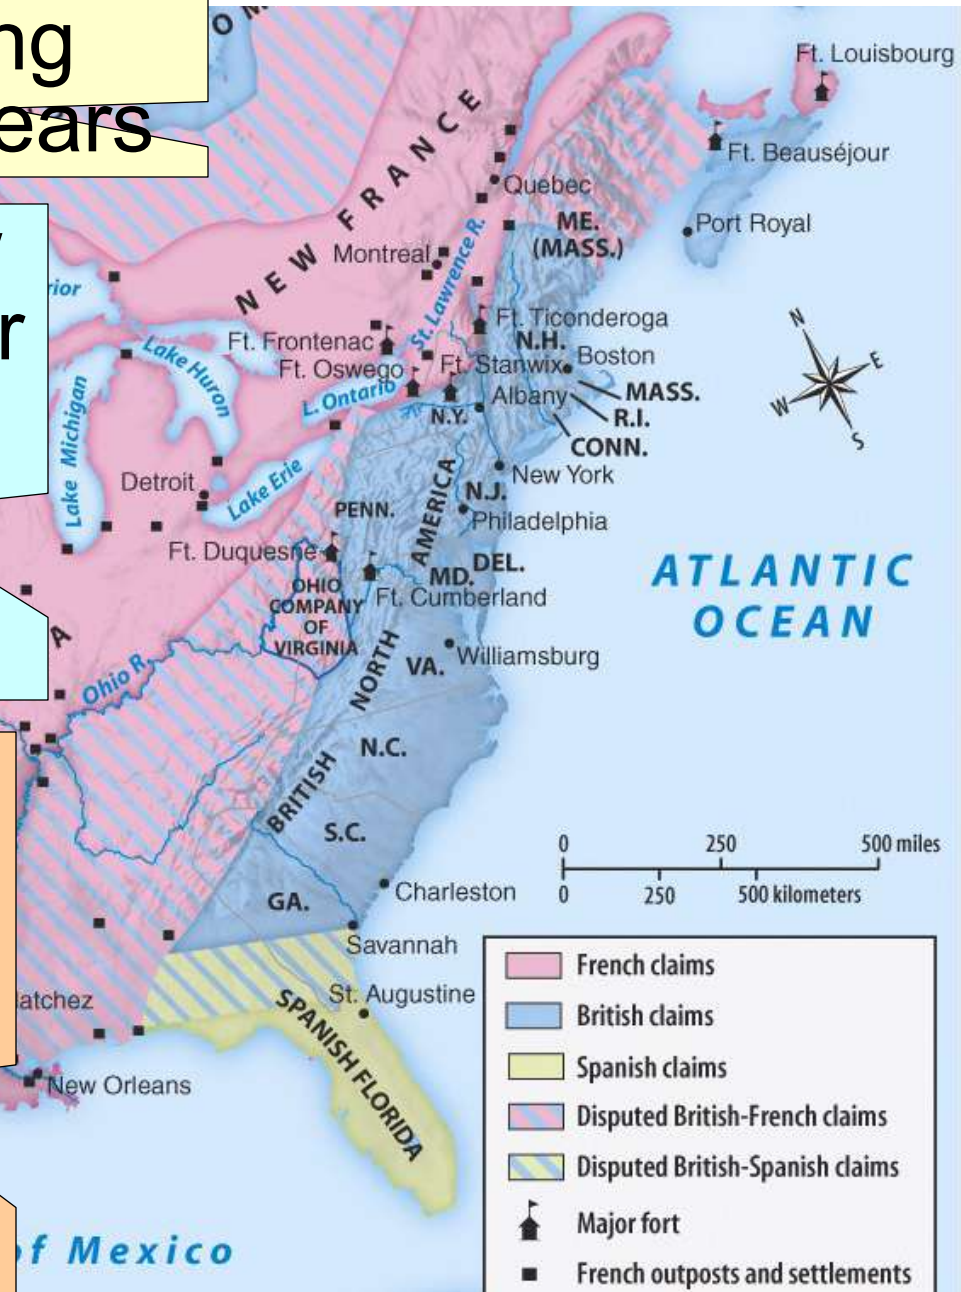 ng
ears
r
Ft. Louisbourg
Ft. Beauséjour
Port Royal
NEW FRANCE
Quebec
ME.
(MASS.)
Montreal
St. Lawrence R.
Ft. Ticonderoga
N.H.
Ft. Frontenac
Ft. Oswego
Ft. Stanwix
Boston
Albany
MASS.
R.I.
CONN.
N.Y.
L. Ontario
rior
Lake Huron
Lake Michigan
Lake Erie
Detroit
New York
PENN.
N.J.
Philadelphia
Ft. Duquesne
DEL.
MD.
Ft. Cumberland
OHIO
COMPANY
OF
VIRGINIA
ATLANTIC
OCEAN
A
Ohio R.
VA.
Williamsburg
BRITISH NORTH AMERICA
N.C.
S.C.
GA.
Charleston
Savannah
St. Augustine
SPANISH FLORIDA
atchez
New Orleans
of Mexico
N
E
W
S
0 250 500 miles
0 250 500 kilometers
French claims
British claims
Spanish claims
Disputed British-French claims
Disputed British-Spanish claims
Major fort
French outposts and settlements